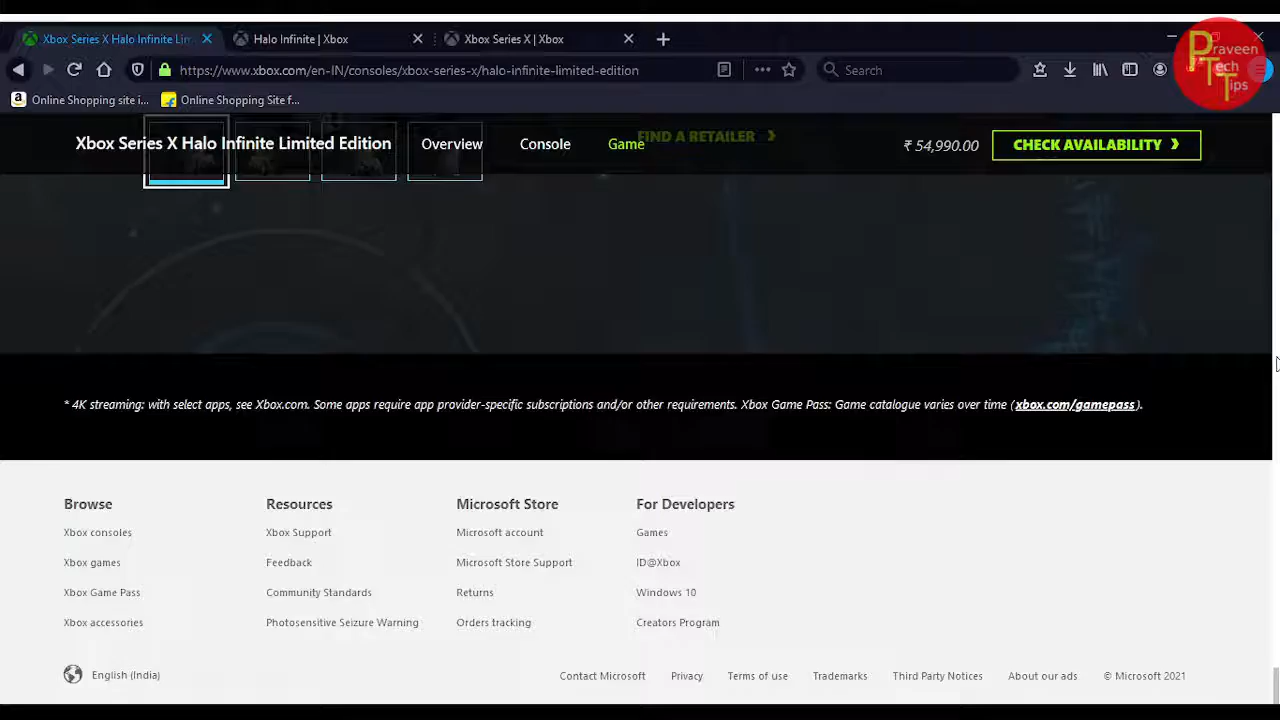 Xbox Series X Halo Infinite Lim
Halo Infinite | Xbox
Xbox Series X | Xbox
Praveen
Tech
Tips
https://www.xbox.com/en-IN/consoles/xbox-series-x/halo-infinite-limited-edition
Search
Online Shopping site i...
Online Shopping Site f...
Xbox Series X Halo Infinite Limited Edition
Overview
Console
Game
FIND A RETAILER
₹ 54,990.00
CHECK AVAILABILITY
* 4K streaming: with select apps, see Xbox.com. Some apps require app provider-specific subscriptions and/or other requirements. Xbox Game Pass: Game catalogue varies over time (xbox.com/gamepass).
Browse
Xbox consoles
Xbox games
Xbox Game Pass
Xbox accessories
Resources
Xbox Support
Feedback
Community Standards
Photosensitive Seizure Warning
Microsoft Store
Microsoft account
Microsoft Store Support
Returns
Orders tracking
For Developers
Games
ID@Xbox
Windows 10
Creators Program
English (India)
Contact Microsoft
Privacy
Terms of use
Trademarks
Third Party Notices
About our ads
© Microsoft 2021